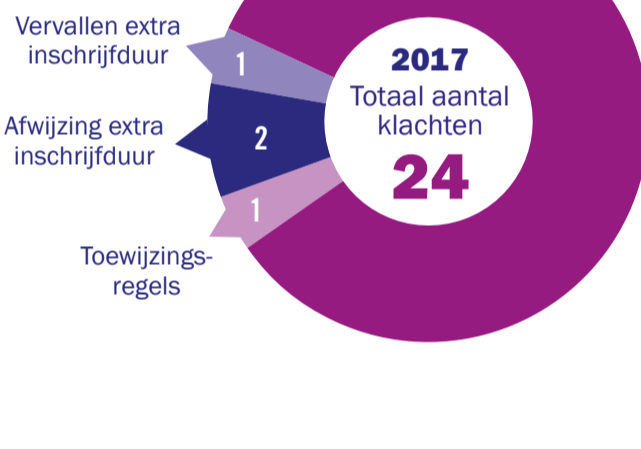 Vervallen extra
inschrijfduur
1
Afwijzing extra
inschrijfduur
2
Toewijzings-
regels
1
2017
Totaal aantal
klachten
24